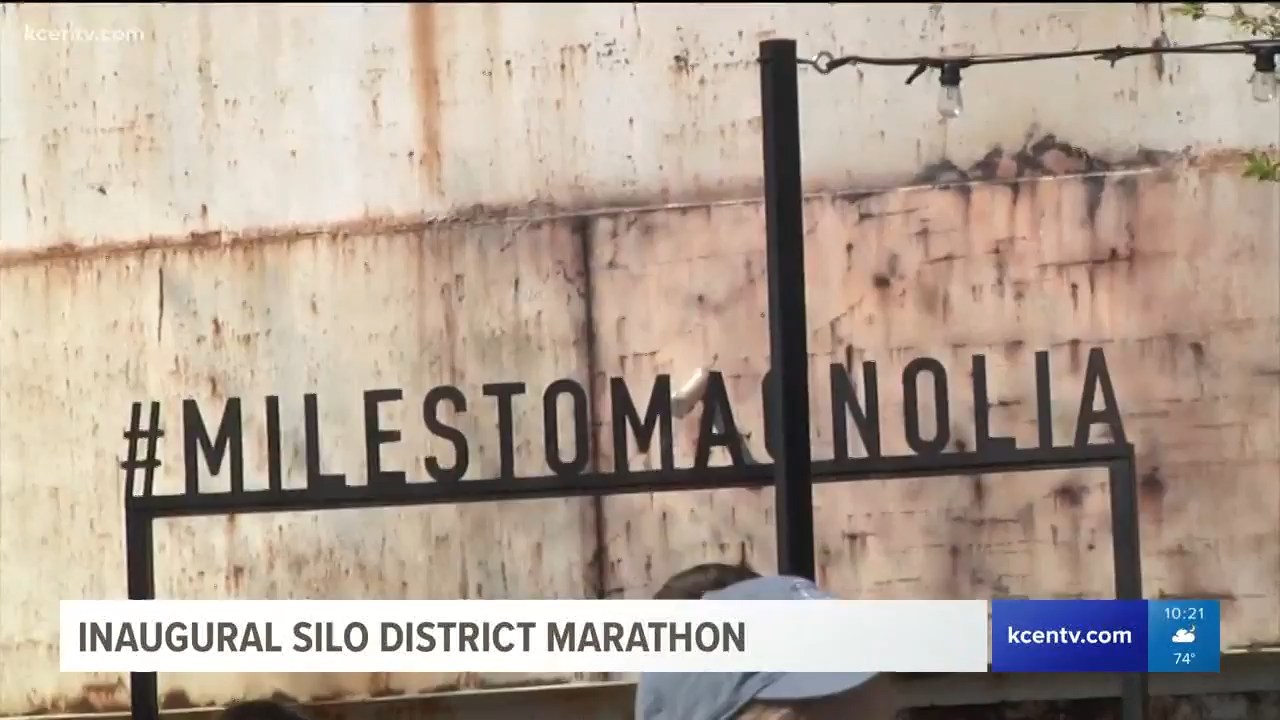 kcentv.com
#MILESTOMAGNOLIA
INAUGURAL SILO DISTRICT MARATHON
kcentv.com
10:21
74°